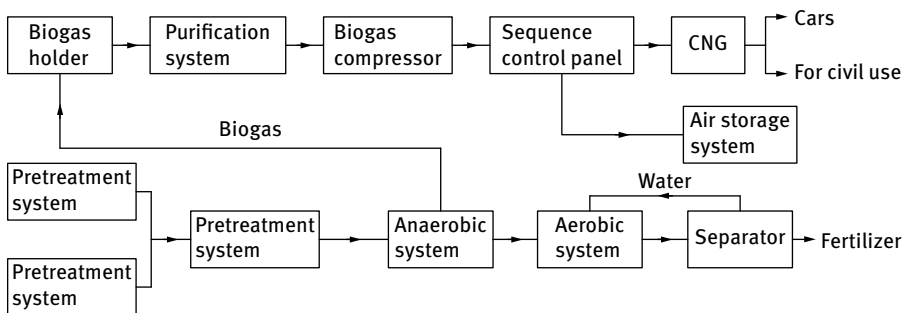 Biogas
holder
Purification
system
Biogas
compressor
Sequence
control panel
CNG
Cars
For civil use
Air storage
system
Biogas
Pretreatment
system
Pretreatment
system
Pretreatment
system
Anaerobic
system
Aerobic
system
Water
Separator
Fertilizer